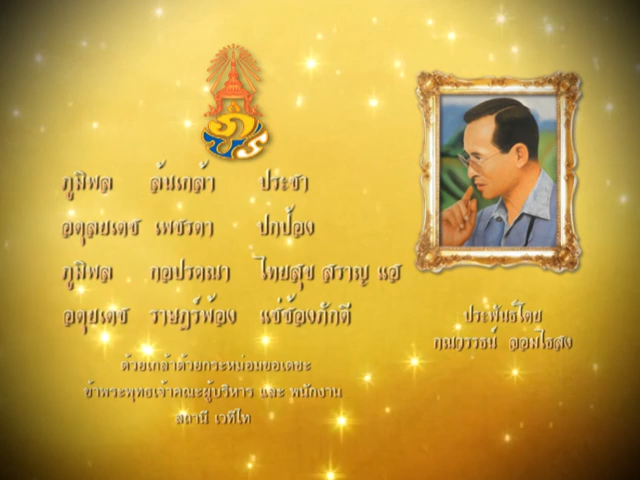 ภูมิพล ล้นเกล้า ประชา
อดุลยเดช เพชรดา ปกป้อง
ภูมิพล กอปรคณา ไทยสุข สราญ แฮ
อดุยเดช ราษฎร์พ้อง แซ่ซ้องภักดี
ด้วยเกล้าด้วยกระหม่อมขอเดชะ
ข้าพระพุทธเจ้าคณะผู้บริหาร และ พนักงาน
สถานี เวทีไท
ประพันธ์โดย
กณวรรธน์ ลอมไธสง